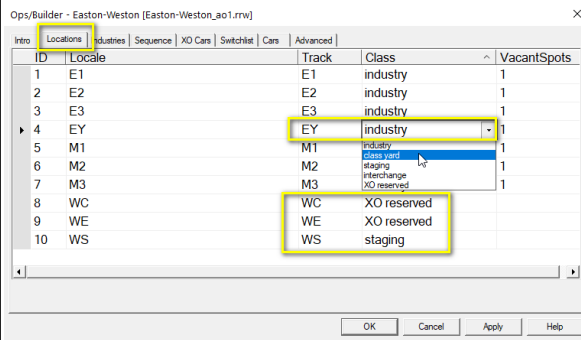 Ops/Builder - Easton-Weston [Easton-Weston_ao1.rrw]
Intro Locations Industries Sequence XO Cars Switchlist Cars Advanced
ID Locale Track Class VacantSpots
1 E1 E1 industry 1
2 E2 E2 industry 1
3 E3 E3 industry 1
4 EY EY industry 1
5 M1 M1 industry 1
6 M2 M2 class yard 1
staging
7 M3 M3 interchange 1
XO reserved
8 WC WC XO reserved
9 WE WE XO reserved
10 WS WS staging
OK Cancel Apply Help